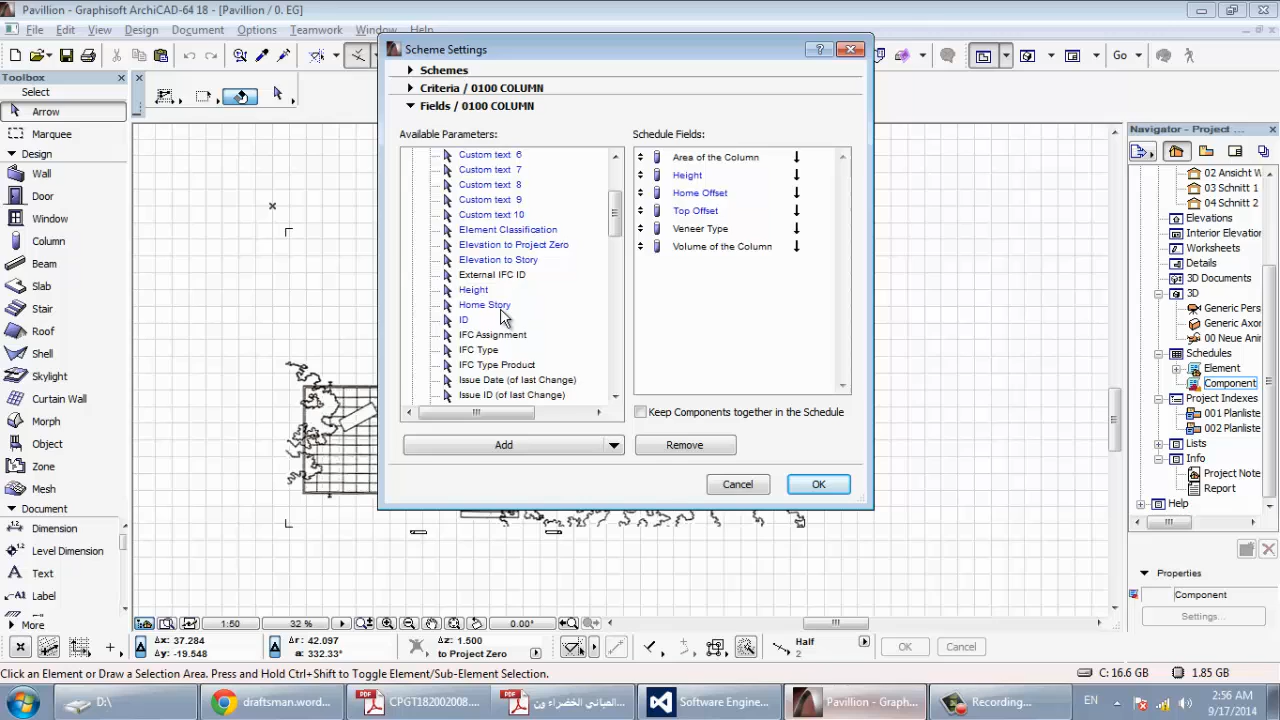 Pavillion - Graphisoft ArchiCAD-64 18 - [Pavillion / 0. EG]
File Edit View Design Document Options Teamwork Window Help
Scheme Settings
Schemes
Criteria / 0100 COLUMN
Fields / 0100 COLUMN
Available Parameters:
Custom text 6
Custom text 7
Custom text 8
Custom text 9
Custom text 10
Element Classification
Elevation to Project Zero
Elevation to Story
External IFC ID
Height
Home Story
ID
IFC Assignment
IFC Type
IFC Type Product
Issue Date (of last Change)
Issue ID (of last Change)
Schedule Fields:
Area of the Column
Height
Home Offset
Top Offset
Veneer Type
Volume of the Column
Keep Components together in the Schedule
Add
Remove
Cancel
OK
Go
Toolbox
Select
Arrow
Marquee
Design
Wall
Door
Window
Column
Beam
Slab
Stair
Roof
Shell
Skylight
Curtain Wall
Morph
Object
Zone
Mesh
Document
Dimension
Level Dimension
Text
Label
More
Navigator - Project ...
02 Ansicht W
03 Schnitt 1
04 Schnitt 2
Elevations
Interior Elevation
Worksheets
Details
3D Documents
3D
Generic Pers
Generic Axon
00 Neue Anir
Schedules
Element
Component
Project Indexes
001 Planliste
002 Planliste
Lists
Info
Project Note
Report
Help
Properties
Component
Settings...
1:50
32 %
0.00°
Δx: 37.284
Δy: -19.548
Δr: 42.097
a: 332.33°
Δz: 1.500
to Project Zero
Half
2
OK
Cancel
Click an Element or Draw a Selection Area. Press and Hold Ctrl+Shift to Toggle Element/Sub-Element Selection.
C: 16.6 GB
1.85 GB
D:\
draftsman.word...
CPGT182002008....
المباني الخضراء ون...
Software Engine...
Pavillion - Graph...
Recording...
EN
2:56 AM
9/17/2014